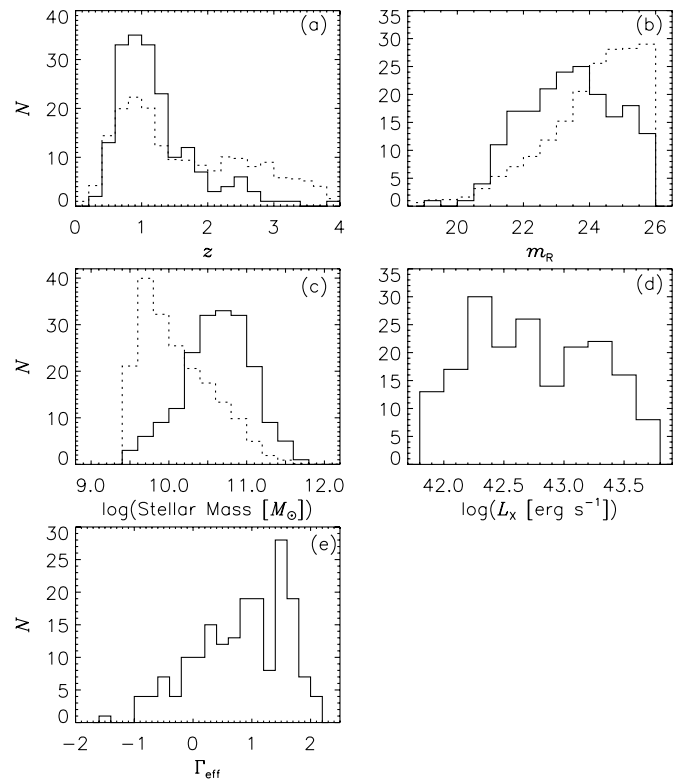 40 (a) 35 (b)
30 30
25
N 20 20
15
10 10
5
0 0
0 1 2 3 4 20 22 24 26
z m_R
40 (c) 35 (d)
30 30
25
N 20 20
15
10 10
5
0 0
9.0 10.0 11.0 12.0 42.0 42.5 43.0 43.5
log(Stellar Mass [M_⊙]) log(L_X [erg s⁻¹])
30 (e)
25
20
N
15
10
5
0
−2 −1 0 1 2
Γ_eff